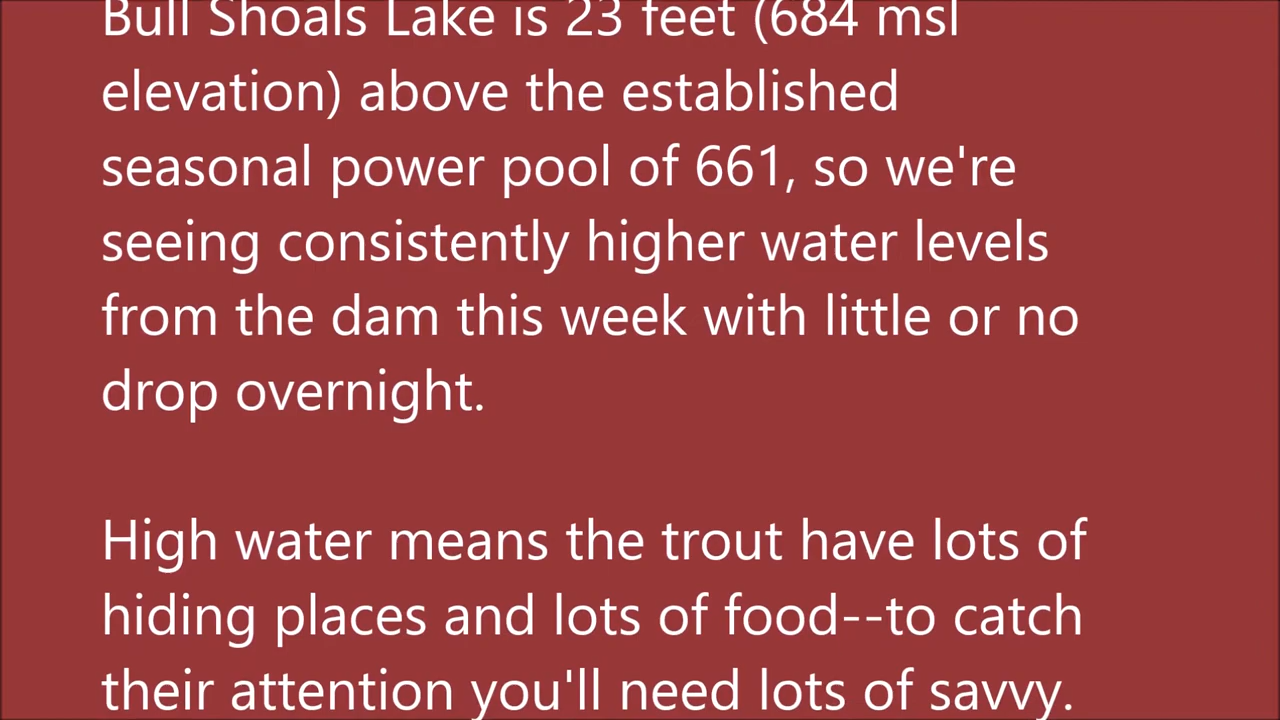 Bull Shoals Lake is 23 feet (684 msl
elevation) above the established
seasonal power pool of 661, so we're
seeing consistently higher water levels
from the dam this week with little or no
drop overnight.
High water means the trout have lots of
hiding places and lots of food--to catch
their attention you'll need lots of savvy.